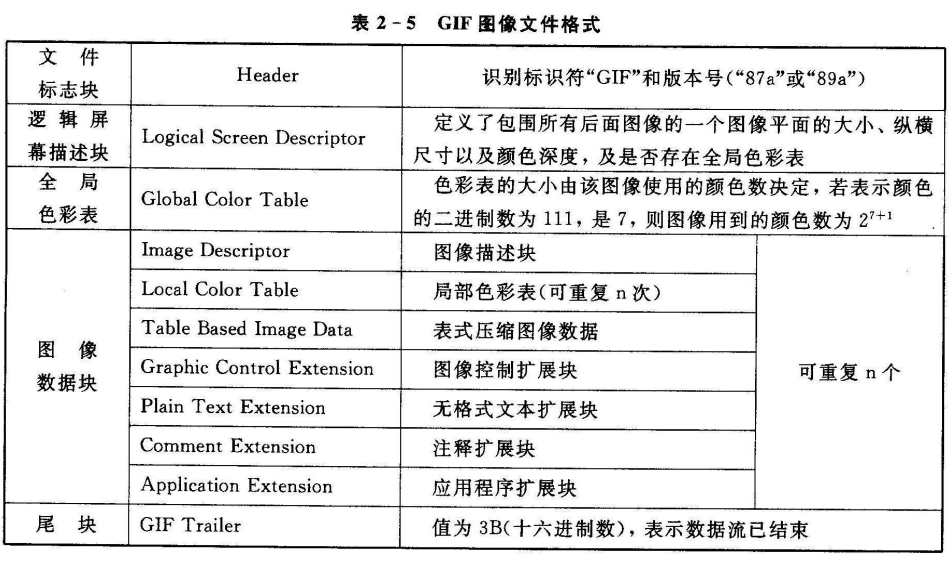 表 2-5 GIF 图像文件格式
文 件
标志块
Header
识别标识符“GIF”和版本号(“87a”或“89a”)
逻 辑 屏
幕描述块
Logical Screen Descriptor
定义了包围所有后面图像的一个图像平面的大小、纵横
尺寸以及颜色深度，及是否存在全局色彩表
全 局
色彩表
Global Color Table
色彩表的大小由该图像使用的颜色数决定，若表示颜色
的二进制数为 111，是 7，则图像用到的颜色数为 2⁷⁺¹
图 像
数据块
Image Descriptor
图像描述块
Local Color Table
局部色彩表(可重复 n 次)
Table Based Image Data
表式压缩图像数据
Graphic Control Extension
图像控制扩展块
Plain Text Extension
无格式文本扩展块
Comment Extension
注释扩展块
Application Extension
应用程序扩展块
可重复 n 个
尾 块
GIF Trailer
值为 3B(十六进制数)，表示数据流已结束